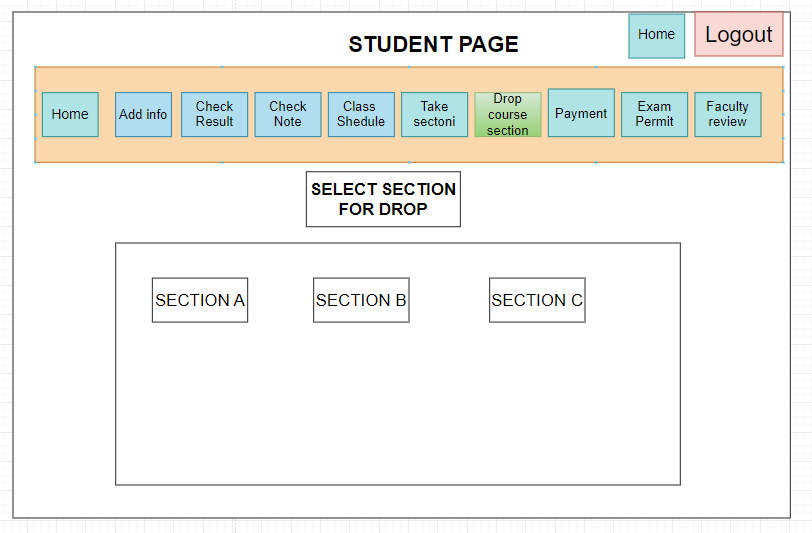 STUDENT PAGE
Home
Logout
Home
Add info
Check
Result
Check
Note
Class
Shedule
Take
sectoni
Drop
course
section
Payment
Exam
Permit
Faculty
review
SELECT SECTION
FOR DROP
SECTION A
SECTION B
SECTION C